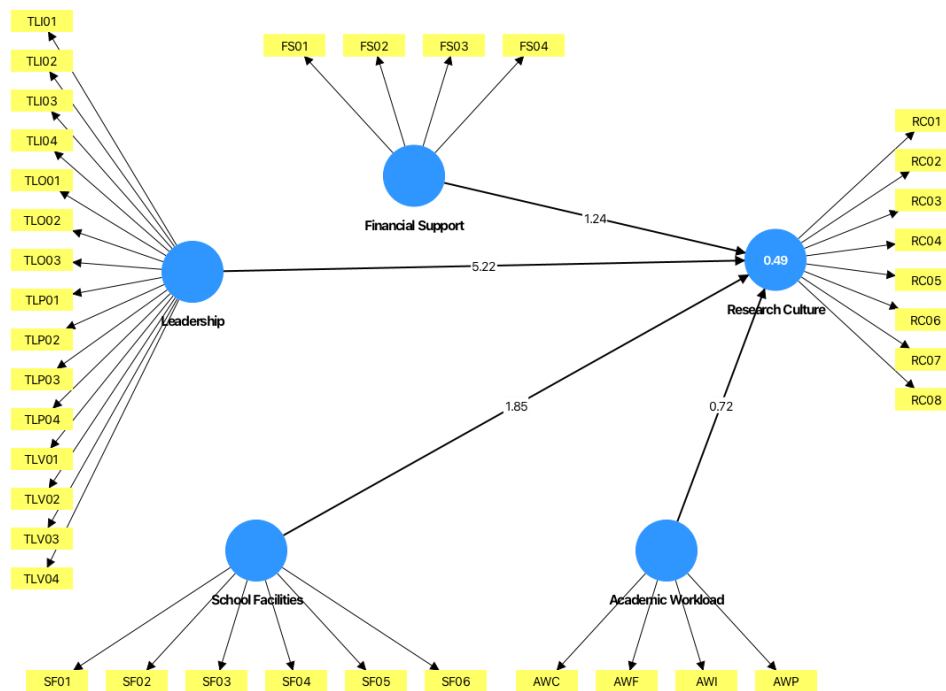 TLI01
TLI02
TLI03
TLI04
TLO01
TLO02
TLO03
TLP01
TLP02
TLP03
TLP04
TLV01
TLV02
TLV03
TLV04
Leadership
FS01
FS02
FS03
FS04
Financial Support
1.24
5.22
1.85
0.72
0.49
Research Culture
RC01
RC02
RC03
RC04
RC05
RC06
RC07
RC08
School Facilities
SF01
SF02
SF03
SF04
SF05
SF06
Academic Workload
AWC
AWF
AWI
AWP